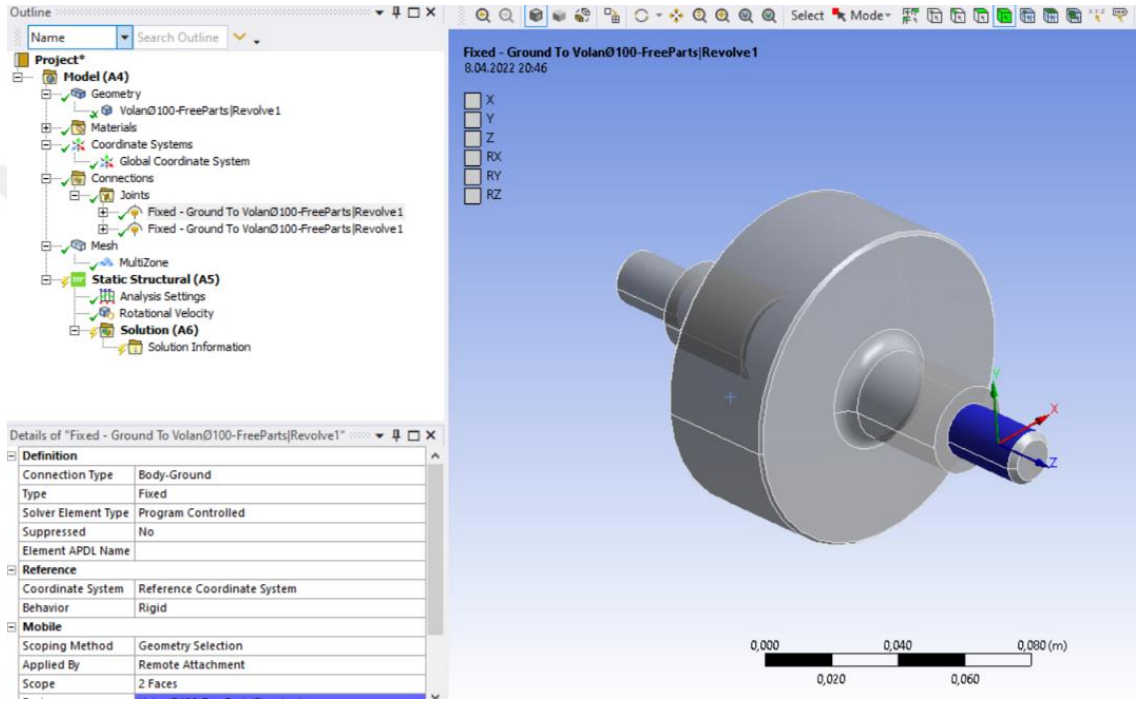 Outline
Name Search Outline
Project*
Model (A4)
Geometry
VolanØ100-FreeParts|Revolve1
Materials
Coordinate Systems
Global Coordinate System
Connections
Joints
Fixed - Ground To VolanØ100-FreeParts|Revolve1
Fixed - Ground To VolanØ100-FreeParts|Revolve1
Mesh
MultiZone
Static Structural (A5)
Analysis Settings
Rotational Velocity
Solution (A6)
Solution Information
Details of "Fixed - Ground To VolanØ100-FreeParts|Revolve1"
Definition
Connection Type Body-Ground
Type Fixed
Solver Element Type Program Controlled
Suppressed No
Element APDL Name
Reference
Coordinate System Reference Coordinate System
Behavior Rigid
Mobile
Scoping Method Geometry Selection
Applied By Remote Attachment
Scope 2 Faces
Select Mode
Fixed - Ground To VolanØ100-FreeParts|Revolve1
8.04.2022 20:46
X
Y
Z
RX
RY
RZ
Y
X
Z
0,000 0,040 0,080 (m)
0,020 0,060